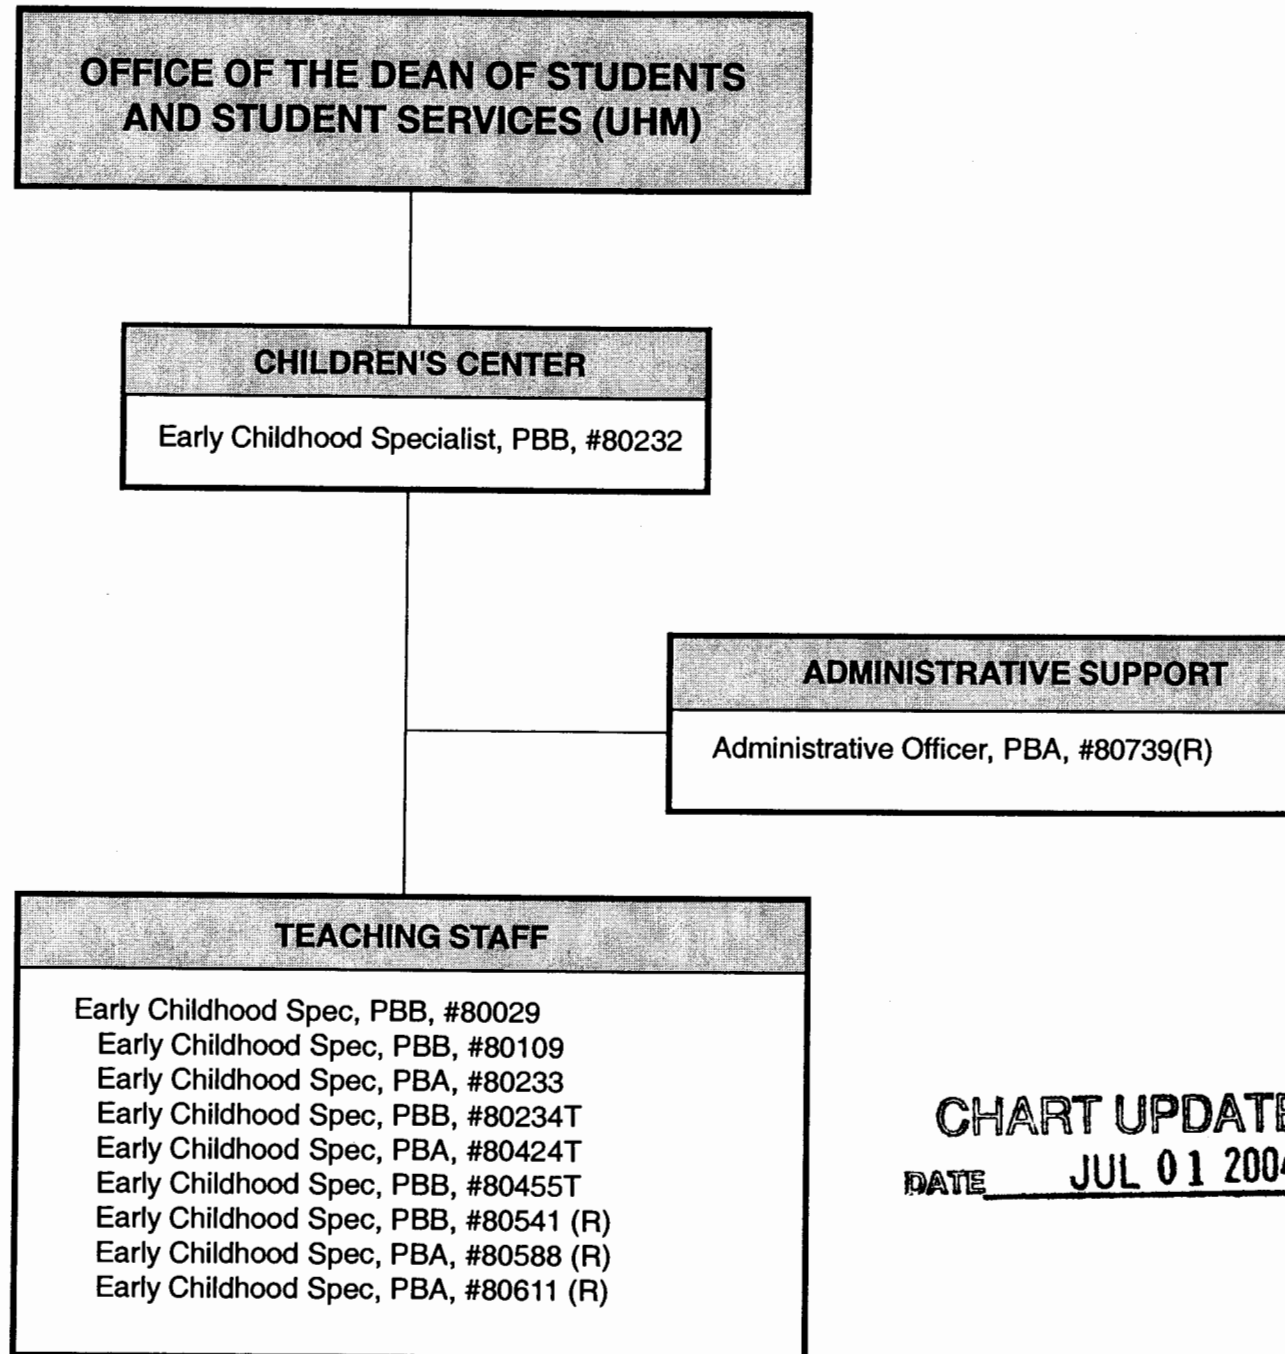 OFFICE OF THE DEAN OF STUDENTS
AND STUDENT SERVICES (UHM)
CHILDREN'S CENTER
Early Childhood Specialist, PBB, #80232
ADMINISTRATIVE SUPPORT
Administrative Officer, PBA, #80739(R)
TEACHING STAFF
Early Childhood Spec, PBB, #80029
Early Childhood Spec, PBB, #80109
Early Childhood Spec, PBA, #80233
Early Childhood Spec, PBB, #80234T
Early Childhood Spec, PBA, #80424T
Early Childhood Spec, PBB, #80455T
Early Childhood Spec, PBB, #80541 (R)
Early Childhood Spec, PBA, #80588 (R)
Early Childhood Spec, PBA, #80611 (R)
CHART UPDATE
DATE JUL 01 2004